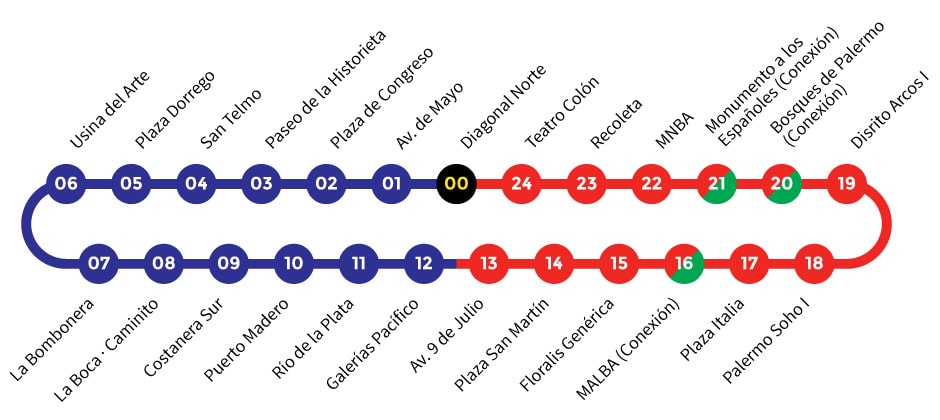 Usina del Arte
Plaza Dorrego
San Telmo
Paseo de la Historieta
Plaza de Congreso
Av. de Mayo
Diagonal Norte
Teatro Colón
Recoleta
MNBA
Monumento a los
Españoles (Conexión)
Bosques de Palermo
(Conexión)
Disrito Arcos I
06 05 04 03 02 01 00 24 23 22 21 20 19
07 08 09 10 11 12 13 14 15 16 17 18
La Bombonera
La Boca · Caminito
Costanera Sur
Puerto Madero
Río de la Plata
Galerías Pacífico
Av. 9 de Julio
Plaza San Martín
Floralis Genérica
MALBA (Conexión)
Plaza Italia
Palermo Soho I